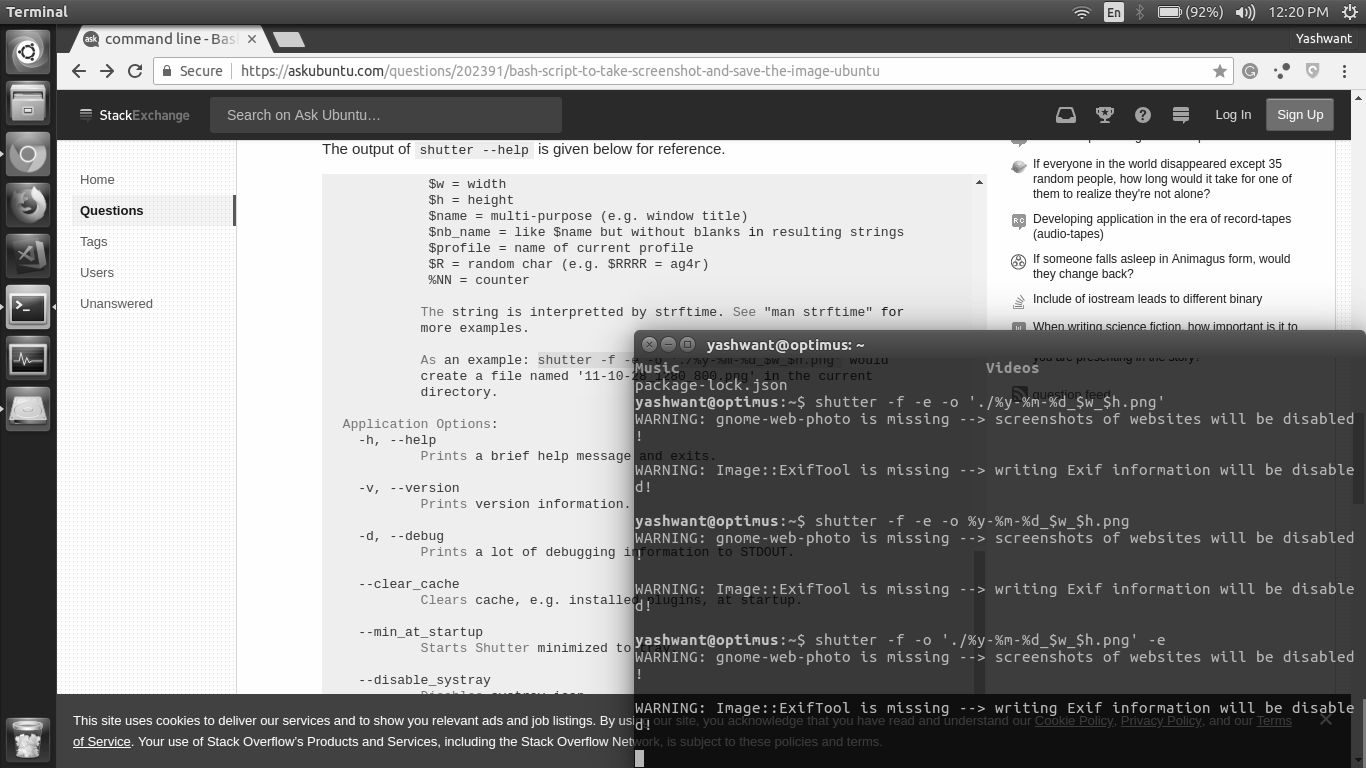 Terminal
En
(92%)
12:20 PM
ask
command line - Bas
Yashwant
Secure
https://askubuntu.com/questions/202391/bash-script-to-take-screenshot-and-save-the-image-ubuntu
StackExchange
Search on Ask Ubuntu…
Log In
Sign Up
Home
Questions
Tags
Users
Unanswered
The output of shutter --help is given below for reference.
$w = width
$h = height
$name = multi-purpose (e.g. window title)
$nb_name = like $name but without blanks in resulting strings
$profile = name of current profile
$R = random char (e.g. $RRRR = ag4r)
%NN = counter
The string is interpretted by strftime. See "man strftime" for
more examples.
As an example: shutter -f -e -o './%y-%m-%d_$w_$h.png' would
create a file named '11-10-28_1280_800.png' in the current
directory.
Application Options:
-h, --help
Prints a brief help message and exits.
-v, --version
Prints version information.
-d, --debug
Prints a lot of debugging information to STDOUT.
--clear_cache
Clears cache, e.g. installed plugins, at startup.
--min_at_startup
Starts Shutter minimized to tray.
--disable_systray
Disables systray icon
If everyone in the world disappeared except 35
random people, how long would it take for one of
them to realize they're not alone?
Developing application in the era of record-tapes
(audio-tapes)
If someone falls asleep in Animagus form, would
they change back?
Include of iostream leads to different binary
When writing science fiction, how important is it to
you are presenting in the story?
question feed
yashwant@optimus: ~
Music Videos
package-lock.json
yashwant@optimus:~$ shutter -f -e -o './%y-%m-%d_$w_$h.png'
WARNING: gnome-web-photo is missing --> screenshots of websites will be disabled
!
WARNING: Image::ExifTool is missing --> writing Exif information will be disable
d!
yashwant@optimus:~$ shutter -f -e -o %y-%m-%d_$w_$h.png
WARNING: gnome-web-photo is missing --> screenshots of websites will be disabled
!
WARNING: Image::ExifTool is missing --> writing Exif information will be disable
d!
yashwant@optimus:~$ shutter -f -o './%y-%m-%d_$w_$h.png' -e
WARNING: gnome-web-photo is missing --> screenshots of websites will be disabled
!
WARNING: Image::ExifTool is missing --> writing Exif information will be disable
d!
This site uses cookies to deliver our services and to show you relevant ads and job listings. By using our site, you acknowledge that you have read and understand our Cookie Policy, Privacy Policy, and our Terms
of Service. Your use of Stack Overflow's Products and Services, including the Stack Overflow Network, is subject to these policies and terms.